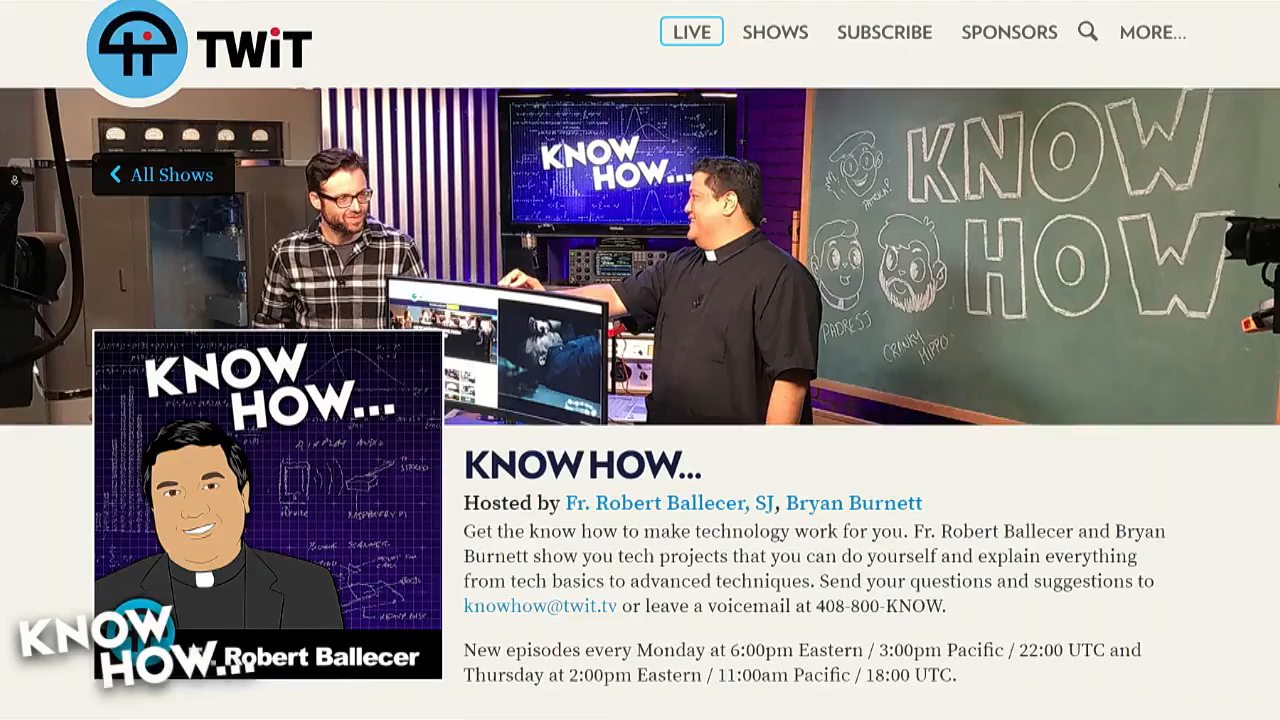 TWiT
LIVE
SHOWS
SUBSCRIBE
SPONSORS
MORE...
All Shows
KNOW
HOW...
KNOW
HOW
PADRESJ
CRANKY
HIPPO
KNOW
HOW...
KNOW
HOW...
Robert Ballecer
KNOW HOW...
Hosted by Fr. Robert Ballecer, SJ, Bryan Burnett
Get the know how to make technology work for you. Fr. Robert Ballecer and Bryan
Burnett show you tech projects that you can do yourself and explain everything
from tech basics to advanced techniques. Send your questions and suggestions to
knowhow@twit.tv or leave a voicemail at 408-800-KNOW.
New episodes every Monday at 6:00pm Eastern / 3:00pm Pacific / 22:00 UTC and
Thursday at 2:00pm Eastern / 11:00am Pacific / 18:00 UTC.